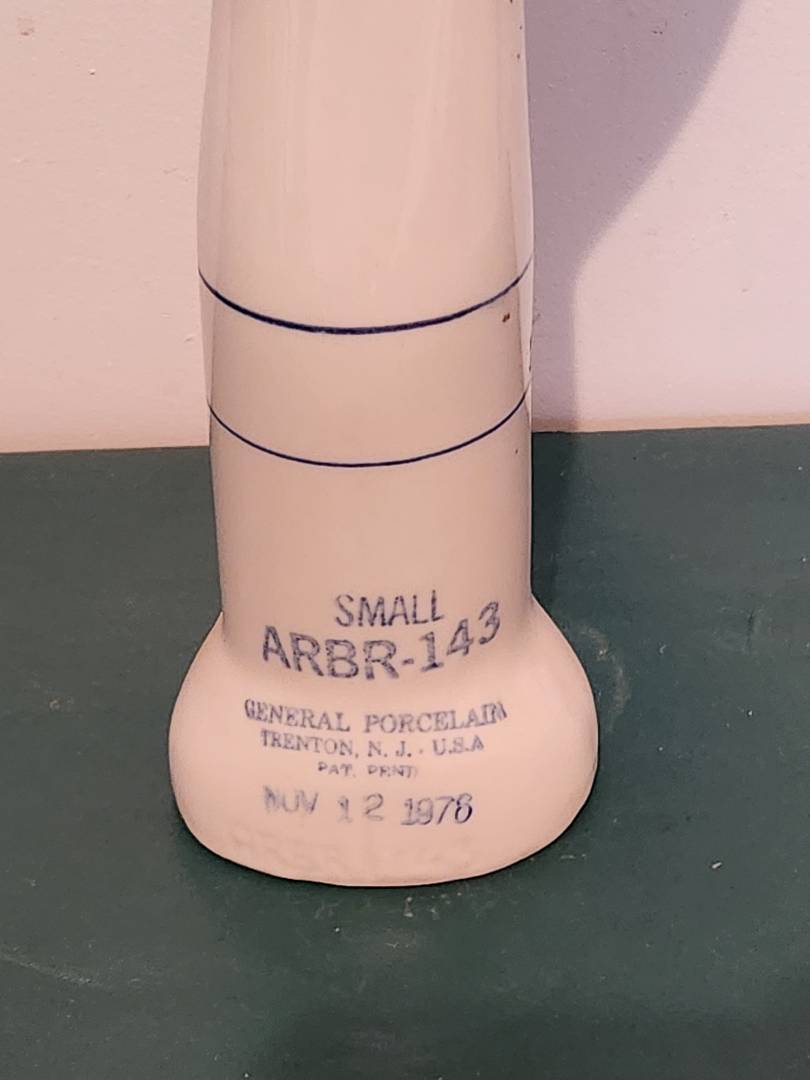 SMALL
ARBR-143
GENERAL PORCELAIN
TRENTON, N. J. - U.S.A
PAT. PEND
NOV 12 1976